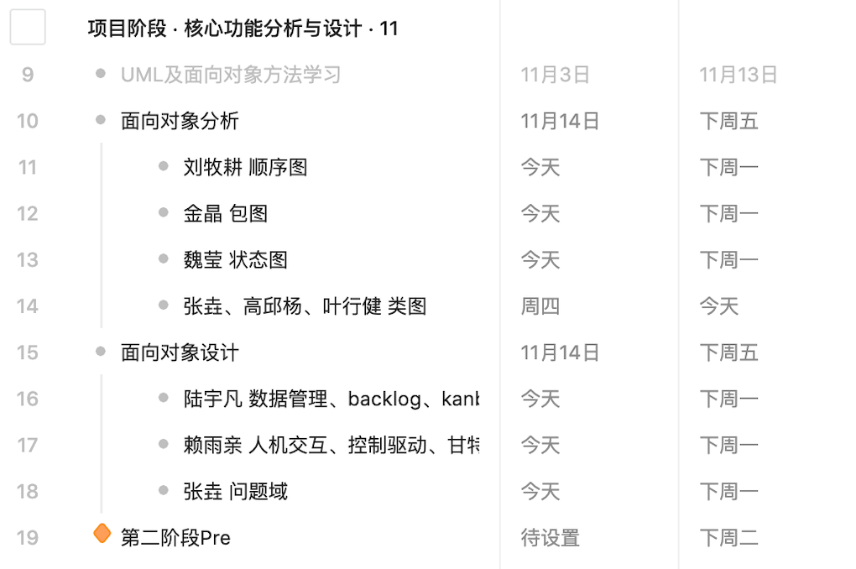 项目阶段 · 核心功能分析与设计 · 11
9 UML及面向对象方法学习 11月3日 11月13日
10 面向对象分析 11月14日 下周五
11 刘牧耕 顺序图 今天 下周一
12 金晶 包图 今天 下周一
13 魏莹 状态图 今天 下周一
14 张垚、高邱杨、叶行健 类图 周四 今天
15 面向对象设计 11月14日 下周五
16 陆宇凡 数据管理、backlog、kanb 今天 下周一
17 赖雨亲 人机交互、控制驱动、甘特 今天 下周一
18 张垚 问题域 今天 下周一
19 第二阶段Pre 待设置 下周二